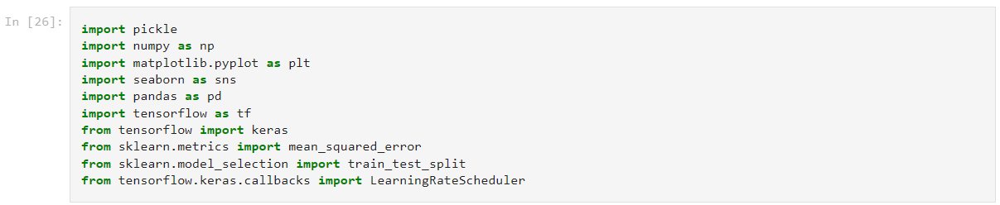 In [26]:
import pickle
import numpy as np
import matplotlib.pyplot as plt
import seaborn as sns
import pandas as pd
import tensorflow as tf
from tensorflow import keras
from sklearn.metrics import mean_squared_error
from sklearn.model_selection import train_test_split
from tensorflow.keras.callbacks import LearningRateScheduler